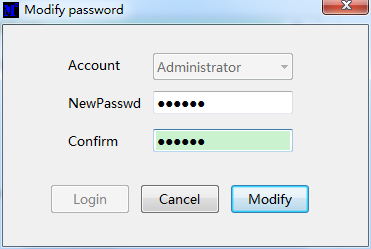 Modify password
Account
Administrator
NewPasswd
●●●●●●
Confirm
●●●●●●
Login
Cancel
Modify